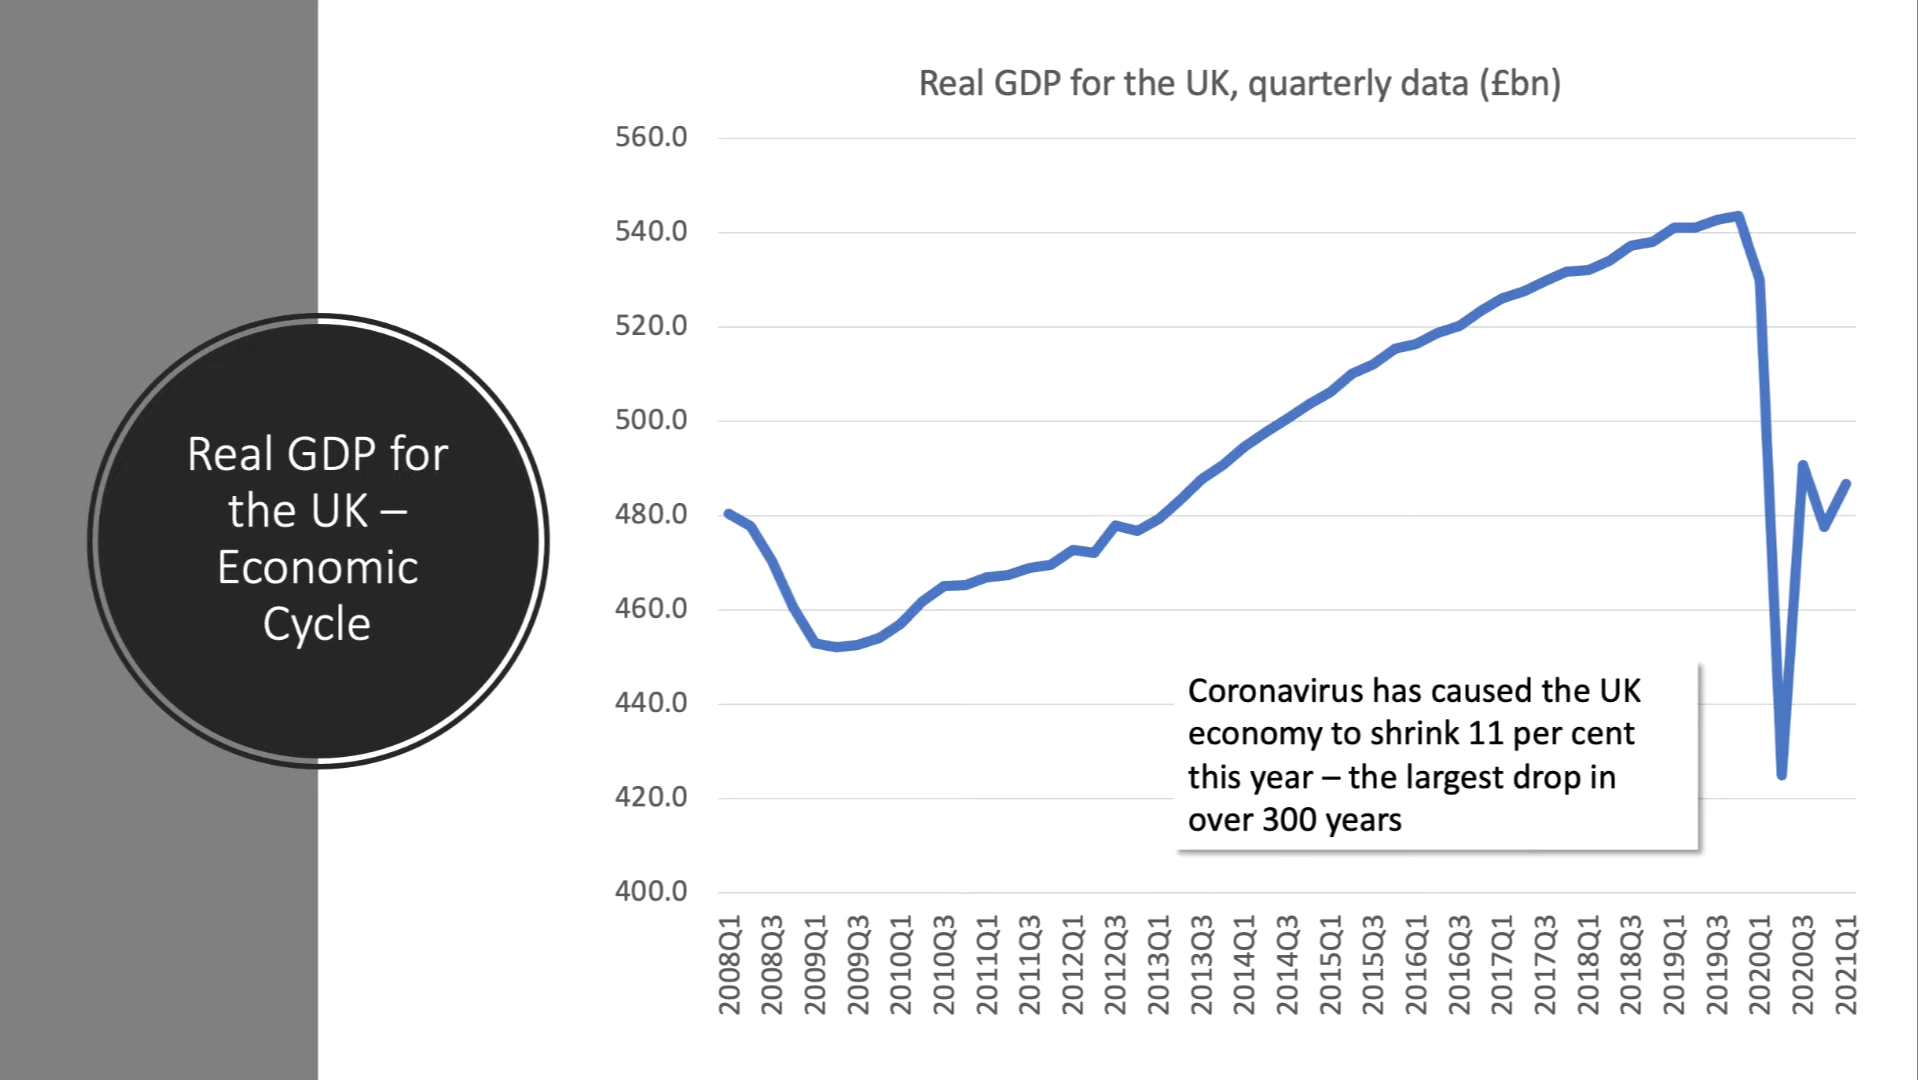 Real GDP for
the UK –
Economic
Cycle
Real GDP for the UK, quarterly data (£bn)
560.0
540.0
520.0
500.0
480.0
460.0
440.0
420.0
400.0
Coronavirus has caused the UK
economy to shrink 11 per cent
this year – the largest drop in
over 300 years
2008Q1
2008Q3
2009Q1
2009Q3
2010Q1
2010Q3
2011Q1
2011Q3
2012Q1
2012Q3
2013Q1
2013Q3
2014Q1
2014Q3
2015Q1
2015Q3
2016Q1
2016Q3
2017Q1
2017Q3
2018Q1
2018Q3
2019Q1
2019Q3
2020Q1
2020Q3
2021Q1